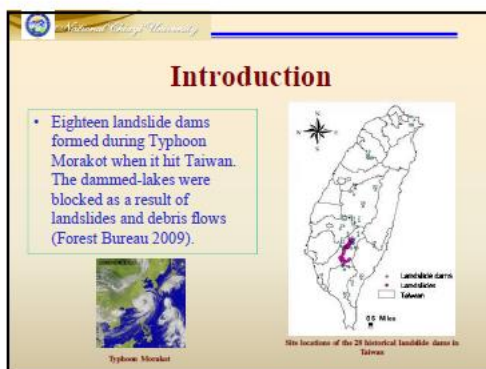 National Chiayi University
Introduction
• Eighteen landslide dams
formed during Typhoon
Morakot when it hit Taiwan.
The dammed-lakes were
blocked as a result of
landslides and debris flows
(Forest Bureau 2009).
Typhoon Morakot
Landslide dams
Landslides
Taiwan
Miles
Site locations of the 28 historical landslide dams in
Taiwan